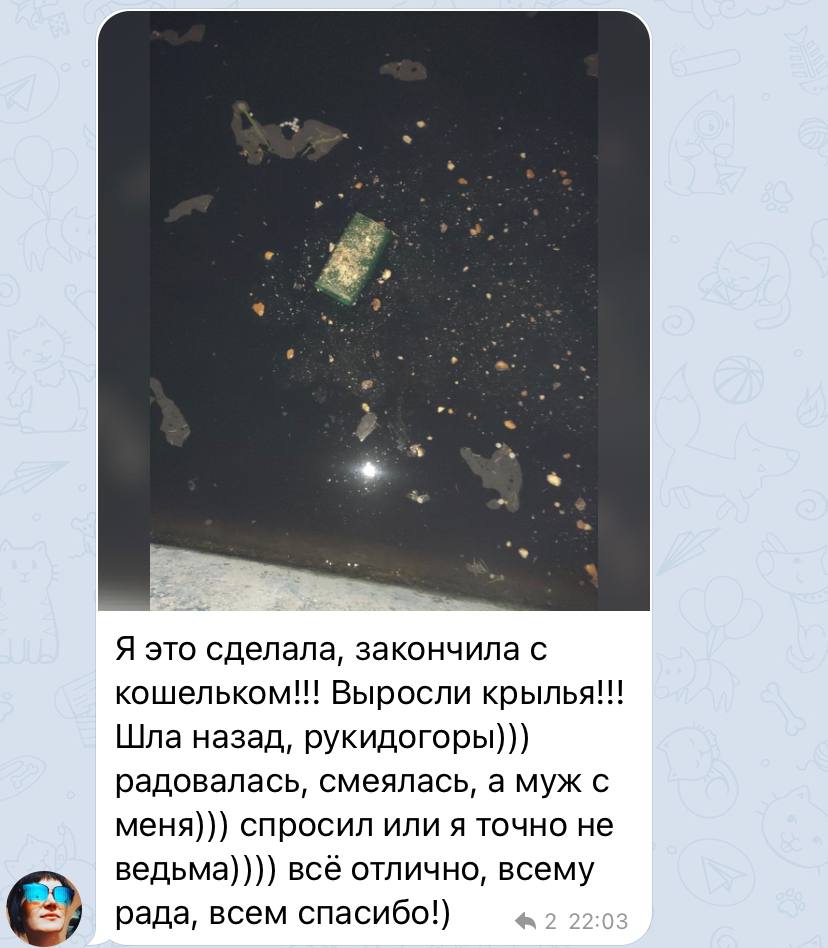 Я это сделала, закончила с
кошельком!!! Выросли крылья!!!
Шла назад, рукидогоры)))
радовалась, смеялась, а муж с
меня))) спросил или я точно не
ведьма)))) всё отлично, всему
рада, всем спасибо!)
2 22:03